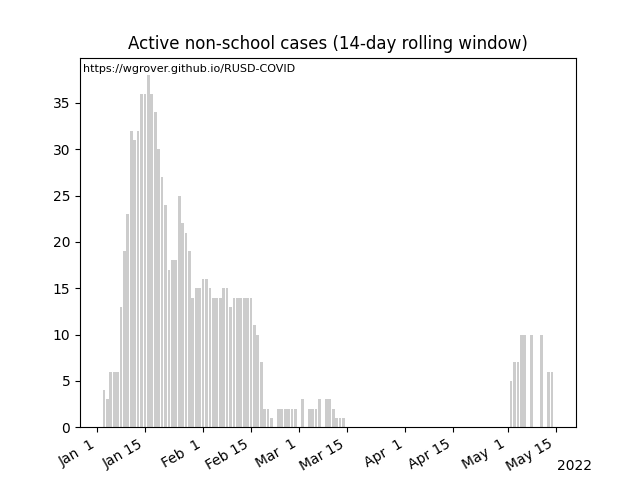 Active non-school cases (14-day rolling window)
https://wgrover.github.io/RUSD-COVID
35
30
25
20
15
10
5
0
Jan 1
Jan 15
Feb 1
Feb 15
Mar 1
Mar 15
Apr 1
Apr 15
May 1
May 15
2022